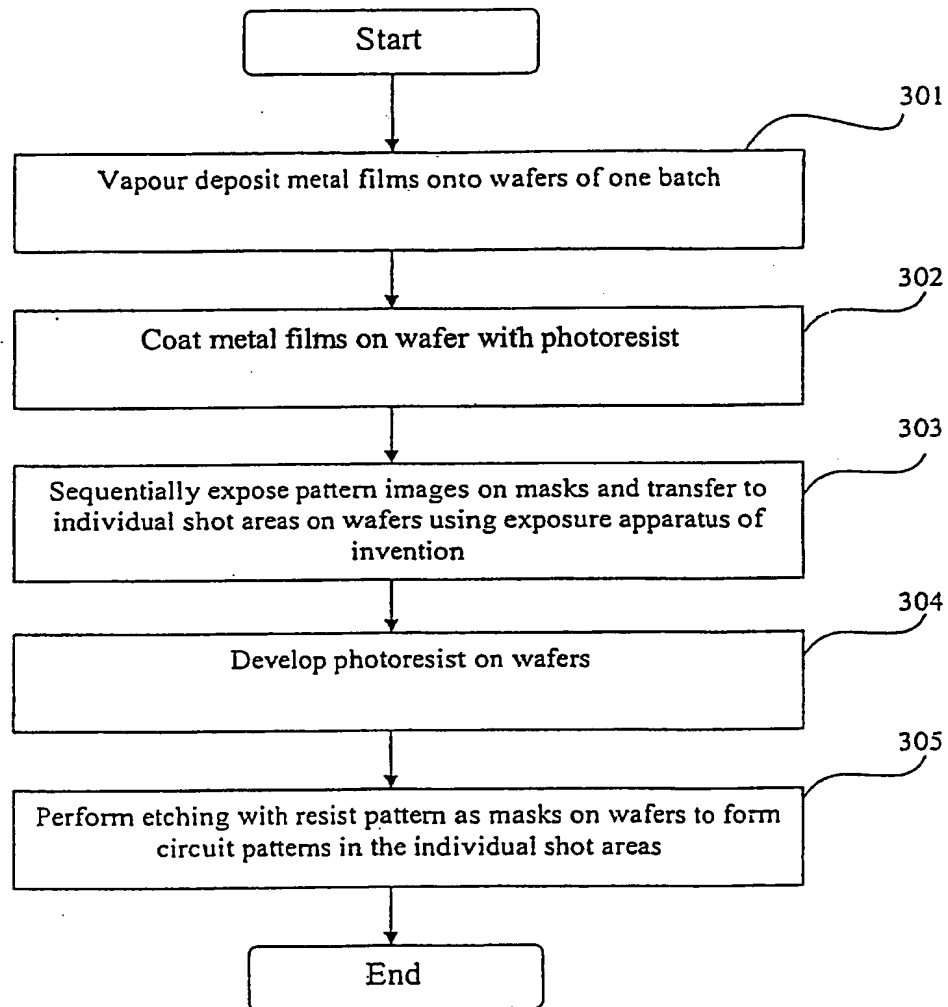 Start
301
Vapour deposit metal films onto wafers of one batch
302
Coat metal films on wafer with photoresist
303
Sequentially expose pattern images on masks and transfer to
individual shot areas on wafers using exposure apparatus of
invention
304
Develop photoresist on wafers
305
Perform etching with resist pattern as masks on wafers to form
circuit patterns in the individual shot areas
End